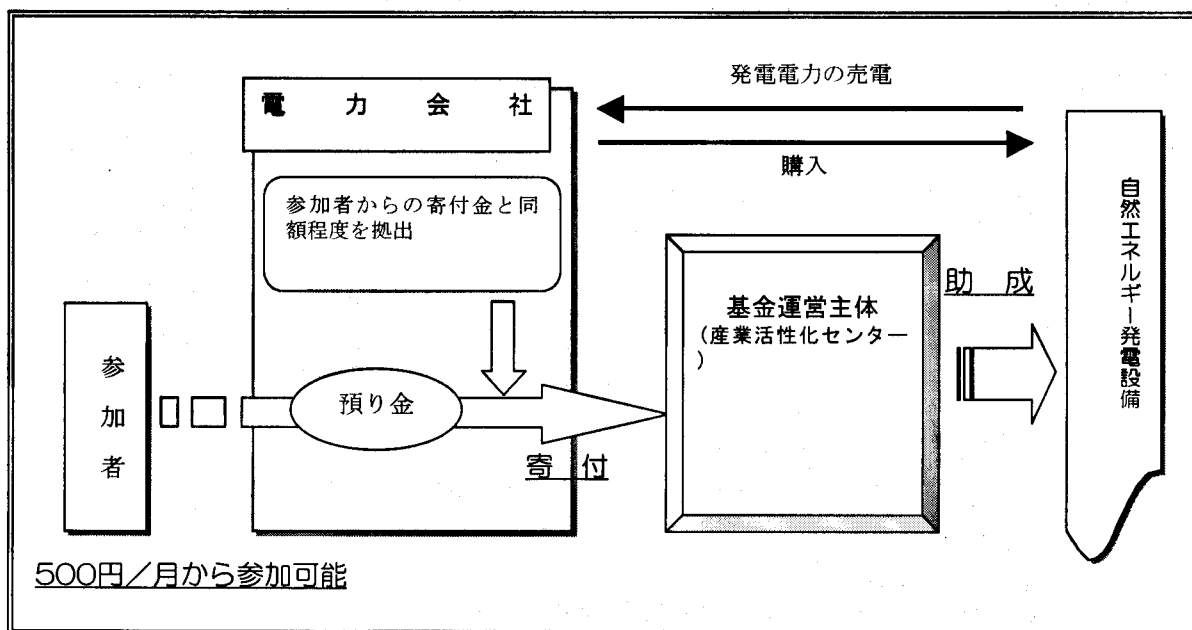 発電電力の売電
電力会社
購入
参加者からの寄付金と同
額程度を拠出
自然エネルギー発電設備
助成
基金運営主体
(産業活性化センター
)
参加者
預り金
寄付
500円／月から参加可能